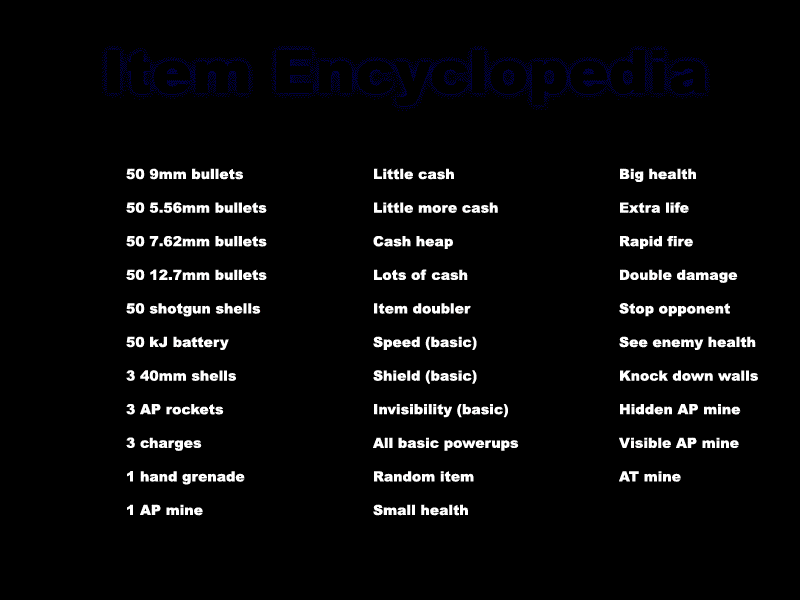 Item Encyclopedia
50 9mm bullets
50 5.56mm bullets
50 7.62mm bullets
50 12.7mm bullets
50 shotgun shells
50 kJ battery
3 40mm shells
3 AP rockets
3 charges
1 hand grenade
1 AP mine
Little cash
Little more cash
Cash heap
Lots of cash
Item doubler
Speed (basic)
Shield (basic)
Invisibility (basic)
All basic powerups
Random item
Small health
Big health
Extra life
Rapid fire
Double damage
Stop opponent
See enemy health
Knock down walls
Hidden AP mine
Visible AP mine
AT mine